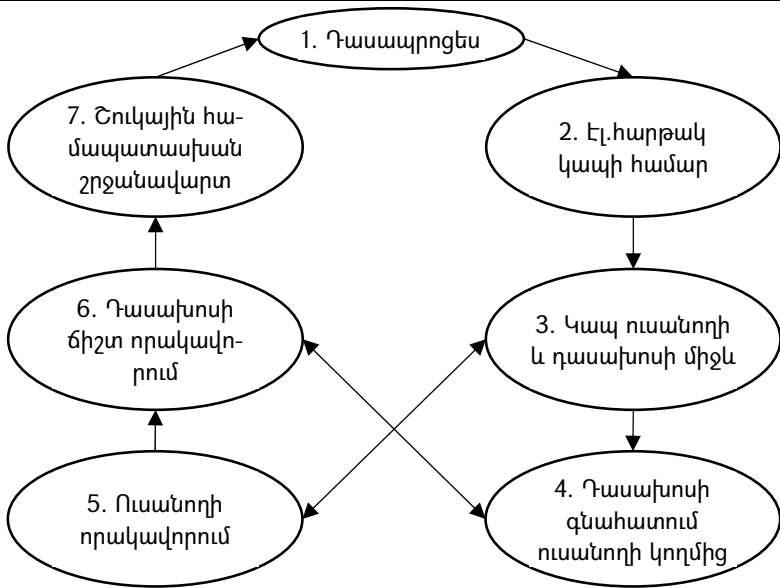 1. Դասապրոցես
2. Էլ.հարթակ
կապի համար
3. Կապ ուսանողի
և դասախոսի միջև
4. Դասախոսի
գնահատում
ուսանողի կողմից
5. Ուսանողի
որակավորում
6. Դասախոսի
ճիշտ որակավո-
րում
7. Շուկային հա-
մապատասխան
շրջանավարտ